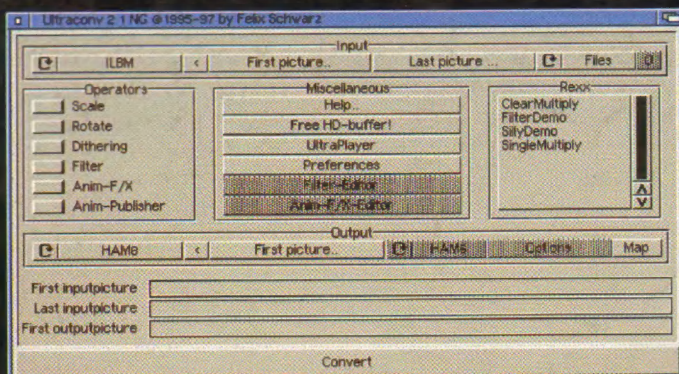 Ultraconv 2.1 NG @1995-97 by Felix Schwarz
Input
ILBM < First picture.. Last picture ... Files
Operators
Scale
Rotate
Dithering
Filter
Anim-F/X
Anim-Publisher
Miscellaneous
Help..
Free HD-buffer!
UltraPlayer
Preferences
Filter-Editor
Anim-F/X-Editor
Rexx
ClearMultiply
FilterDemo
SillyDemo
SingleMultiply
Output
HAM8 < First picture.. HAM8 Options Map
First inputpicture
Last inputpicture
First outputpicture
Convert